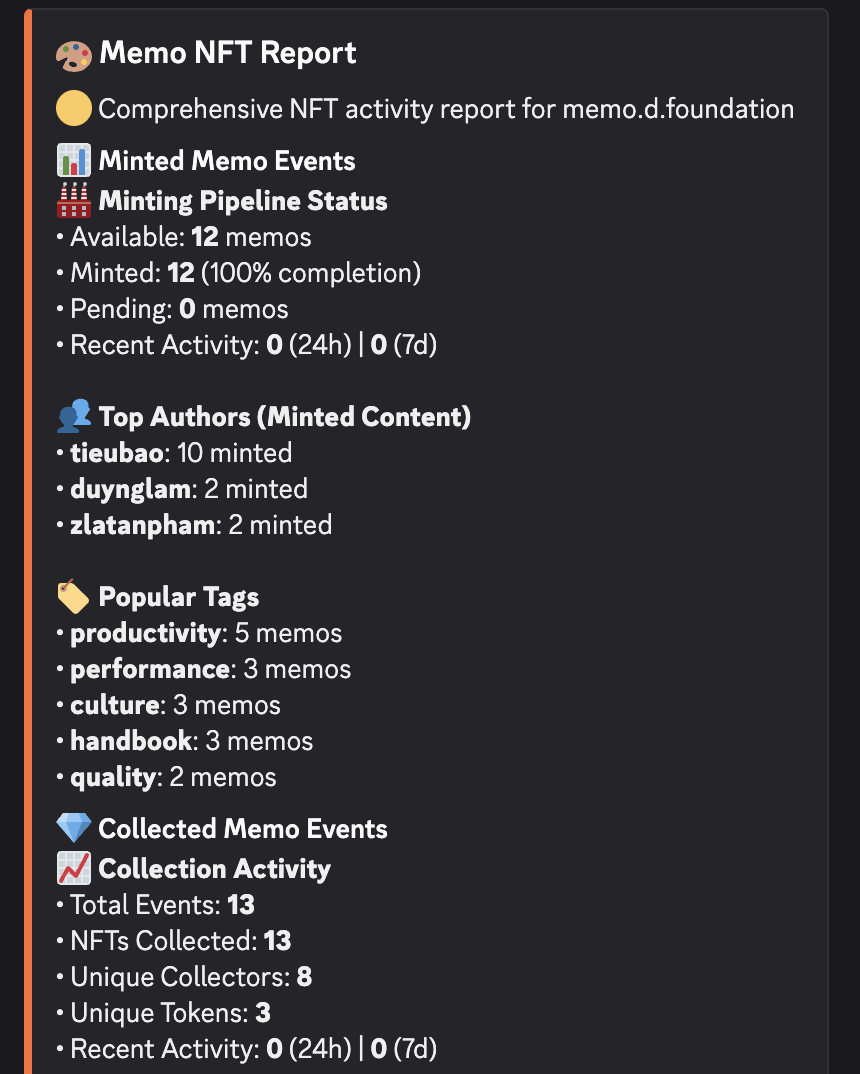 Memo NFT Report
Comprehensive NFT activity report for memo.d.foundation
Minted Memo Events
Minting Pipeline Status
• Available: 12 memos
• Minted: 12 (100% completion)
• Pending: 0 memos
• Recent Activity: 0 (24h) | 0 (7d)
Top Authors (Minted Content)
• tieubao: 10 minted
• duynglam: 2 minted
• zlatanpham: 2 minted
Popular Tags
• productivity: 5 memos
• performance: 3 memos
• culture: 3 memos
• handbook: 3 memos
• quality: 2 memos
Collected Memo Events
Collection Activity
• Total Events: 13
• NFTs Collected: 13
• Unique Collectors: 8
• Unique Tokens: 3
• Recent Activity: 0 (24h) | 0 (7d)